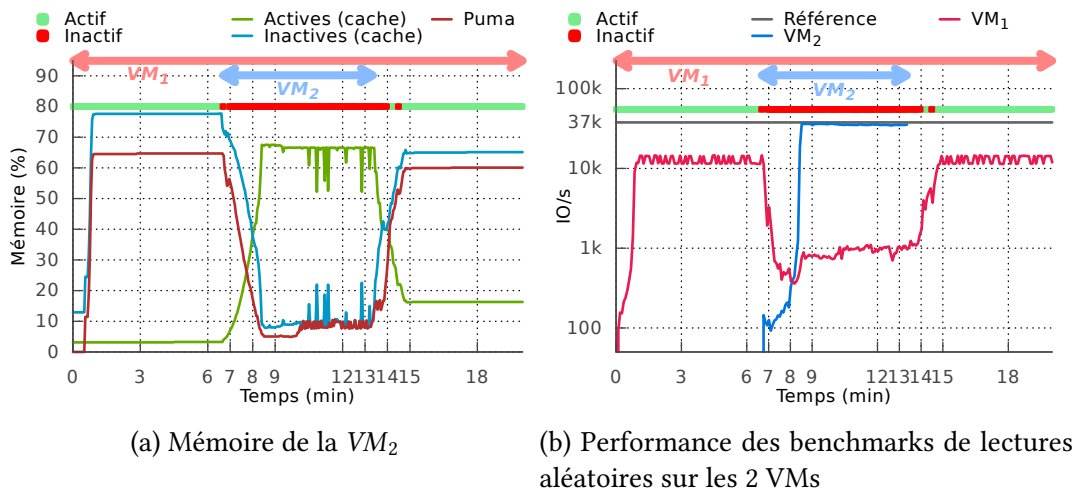 Actif
Inactif
Actives (cache)
Inactives (cache)
Puma
VM1
VM2
90
80
70
60
50
40
30
20
10
0
Mémoire (%)
0 3 6 7 8 9 12 13 14 15 18
Temps (min)
(a) Mémoire de la VM2
Actif
Inactif
Référence
VM2
VM1
VM1
VM2
100k
37k
10k
1k
100
IO/s
0 3 6 7 8 9 12 13 14 15 18
Temps (min)
(b) Performance des benchmarks de lectures
aléatoires sur les 2 VMs